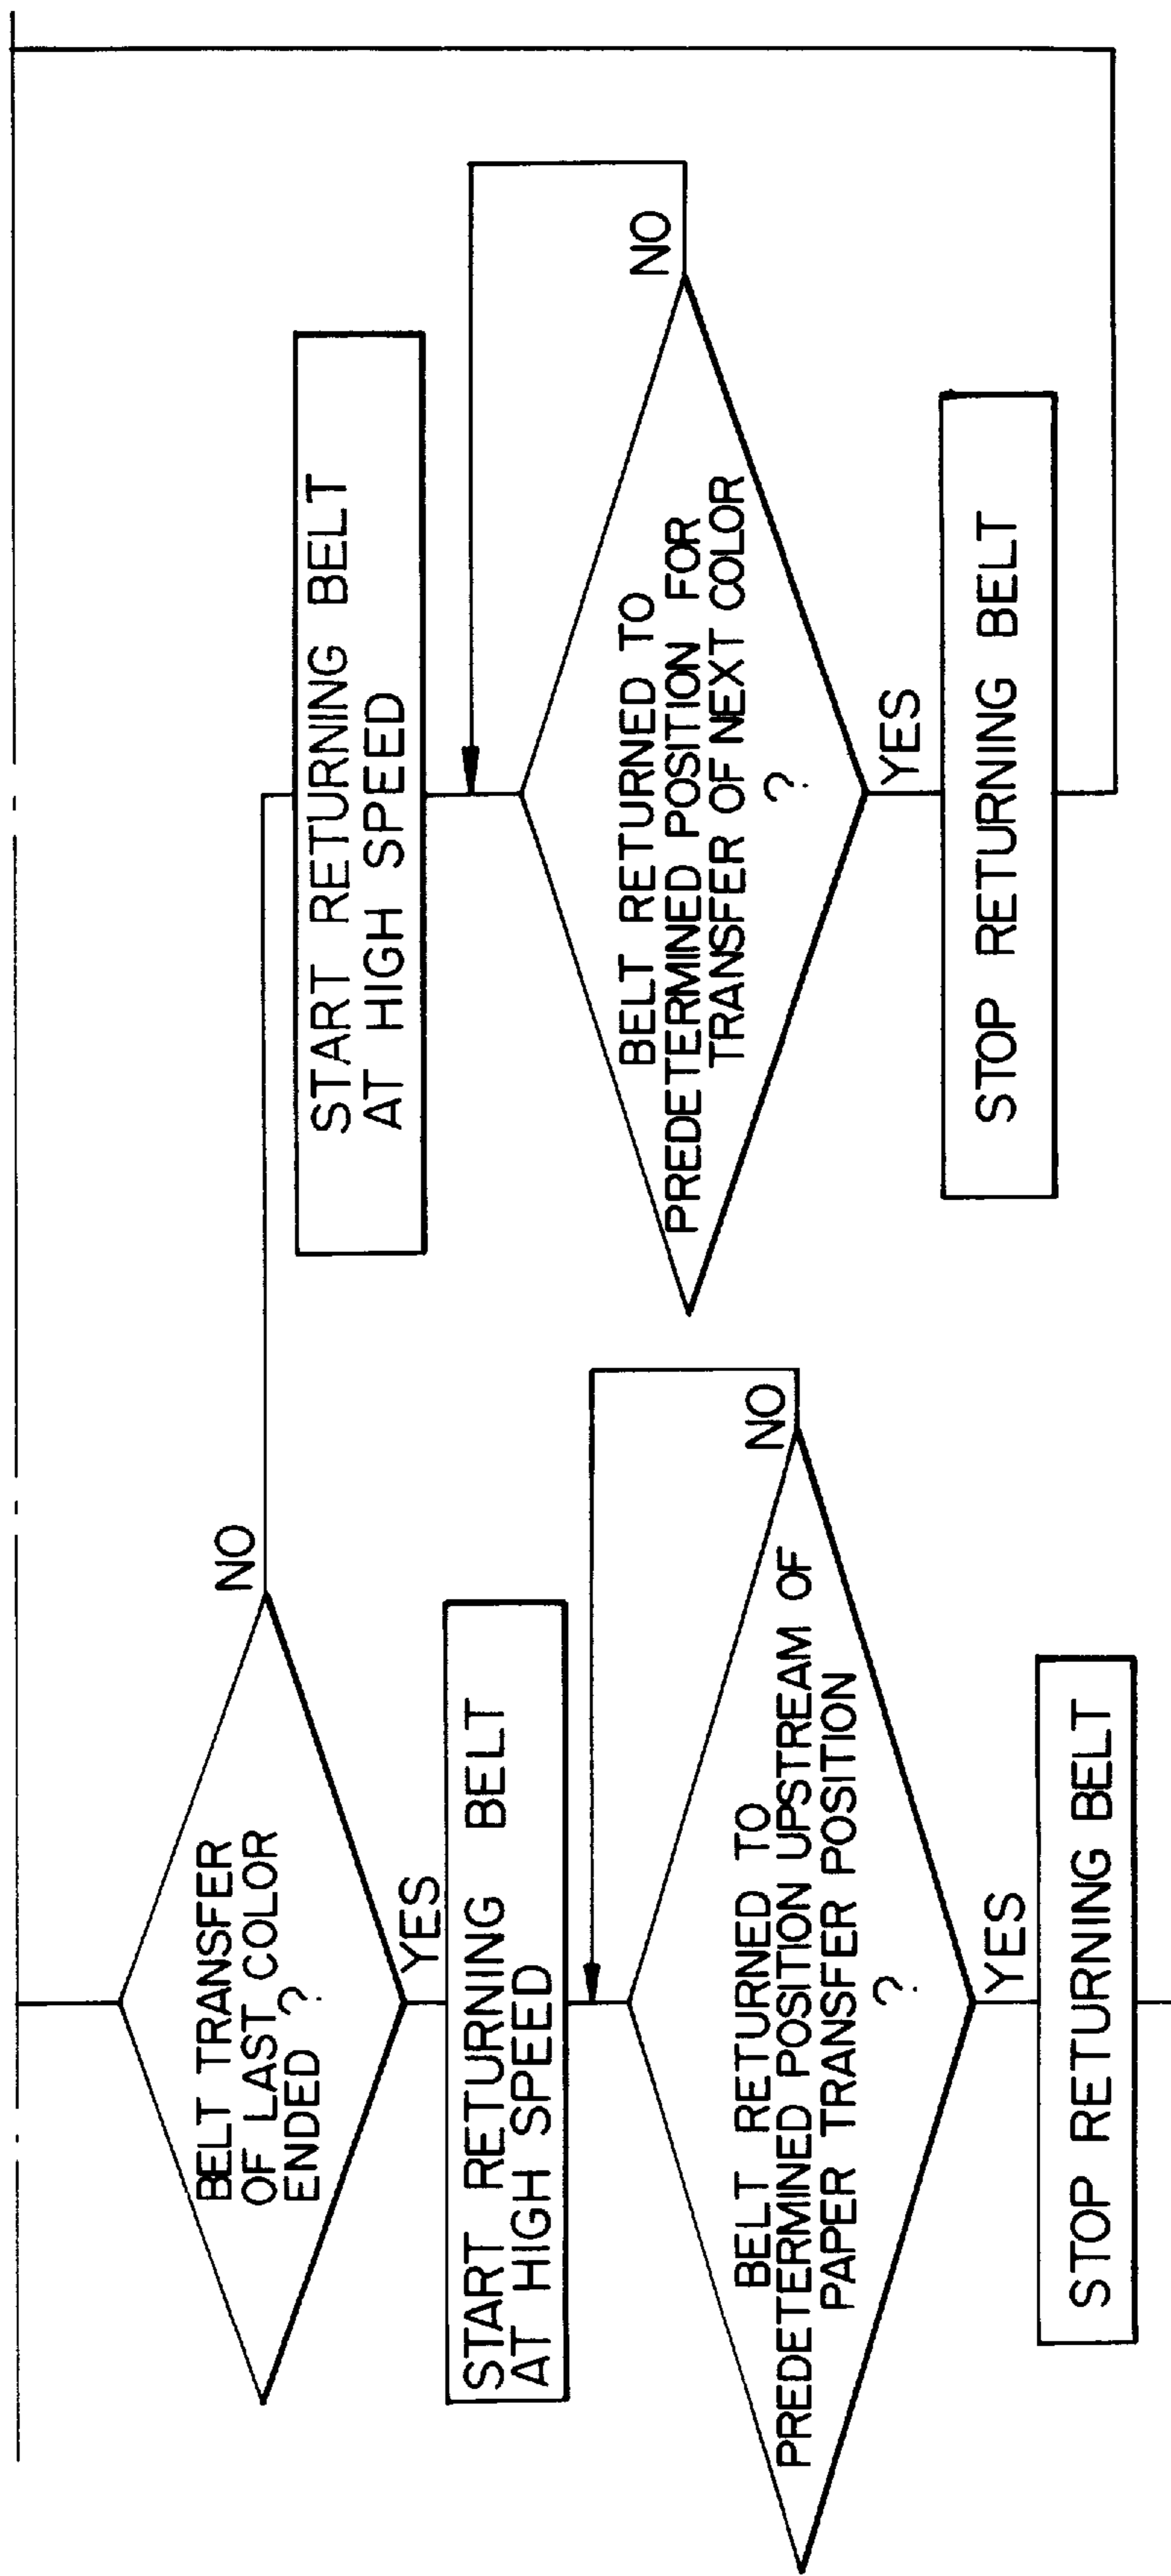 BELT TRANSFER
OF LAST COLOR
ENDED ?
NO
YES
START RETURNING BELT
AT HIGH SPEED
BELT RETURNED TO
PREDETERMINED POSITION UPSTREAM OF
PAPER TRANSFER POSITION
?
NO
YES
STOP RETURNING BELT
START RETURNING BELT
AT HIGH SPEED
BELT RETURNED TO
PREDETERMINED POSITION FOR
TRANSFER OF NEXT COLOR
?
NO
YES
STOP RETURNING BELT